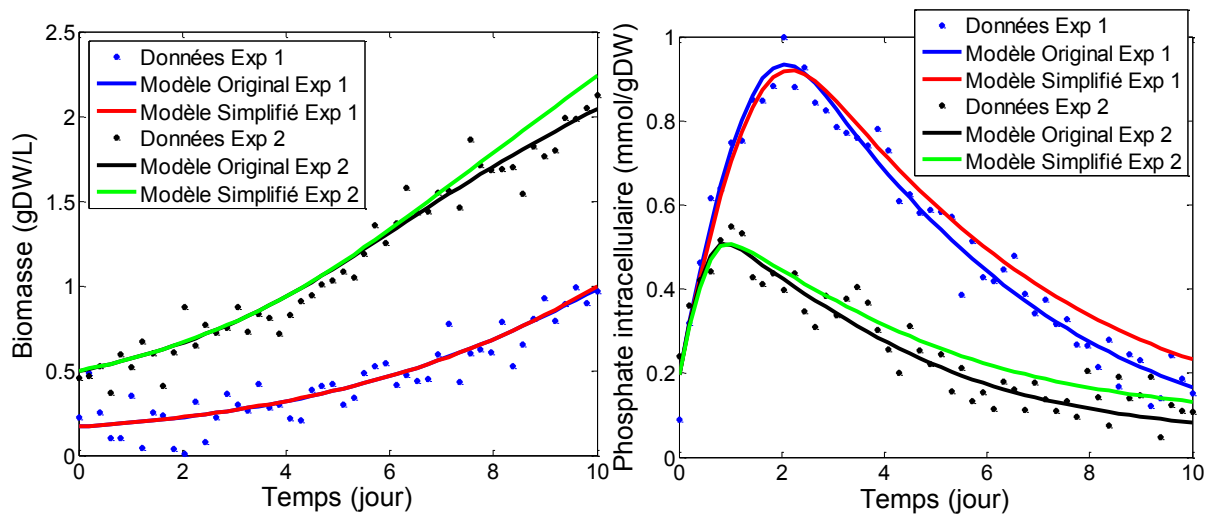 2.5
2
1.5
1
0.5
0
0
2
4
6
8
10
Biomasse (gDW/L)
Temps (jour)
Données Exp 1
Modèle Original Exp 1
Modèle Simplifié Exp 1
Données Exp 2
Modèle Original Exp 2
Modèle Simplifié Exp 2
1
0.8
0.6
0.4
0.2
0
0
2
4
6
8
10
Phosphate intracellulaire (mmol/gDW)
Temps (jour)
Données Exp 1
Modèle Original Exp 1
Modèle Simplifié Exp 1
Données Exp 2
Modèle Original Exp 2
Modèle Simplifié Exp 2